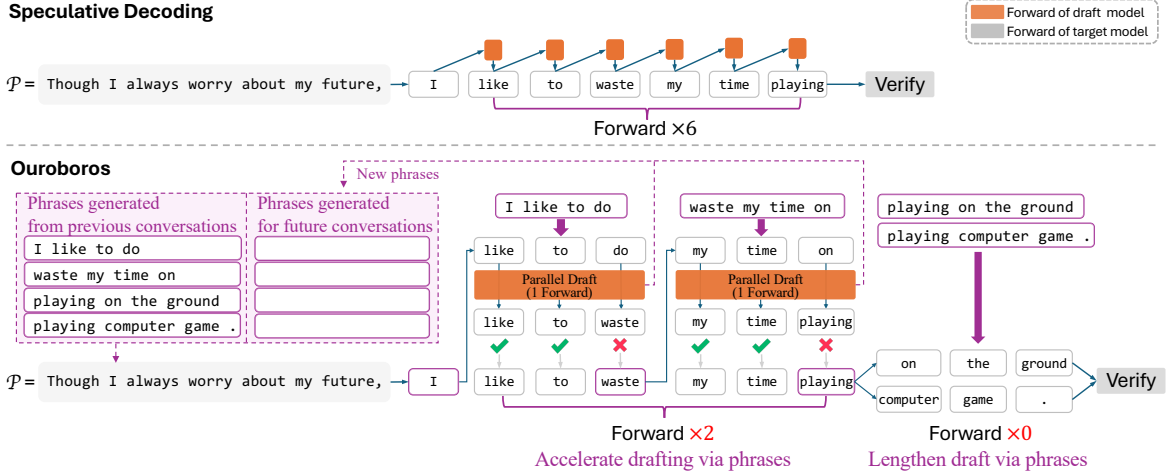 Speculative Decoding
Forward of draft model
Forward of target model
𝒫 = Though I always worry about my future,
I
like
to
waste
my
time
playing
Verify
Forward ×6
Ouroboros
New phrases
Phrases generated
from previous conversations
I like to do
waste my time on
playing on the ground
playing computer game .
Phrases generated
for future conversations
I like to do
waste my time on
playing on the ground
playing computer game .
like
to
do
my
time
on
Parallel Draft
(1 Forward)
Parallel Draft
(1 Forward)
like
to
waste
my
time
playing
𝒫 = Though I always worry about my future,
I
like
to
waste
my
time
playing
on
the
ground
computer
game
.
Verify
Forward ×2
Forward ×0
Accelerate drafting via phrases
Lengthen draft via phrases